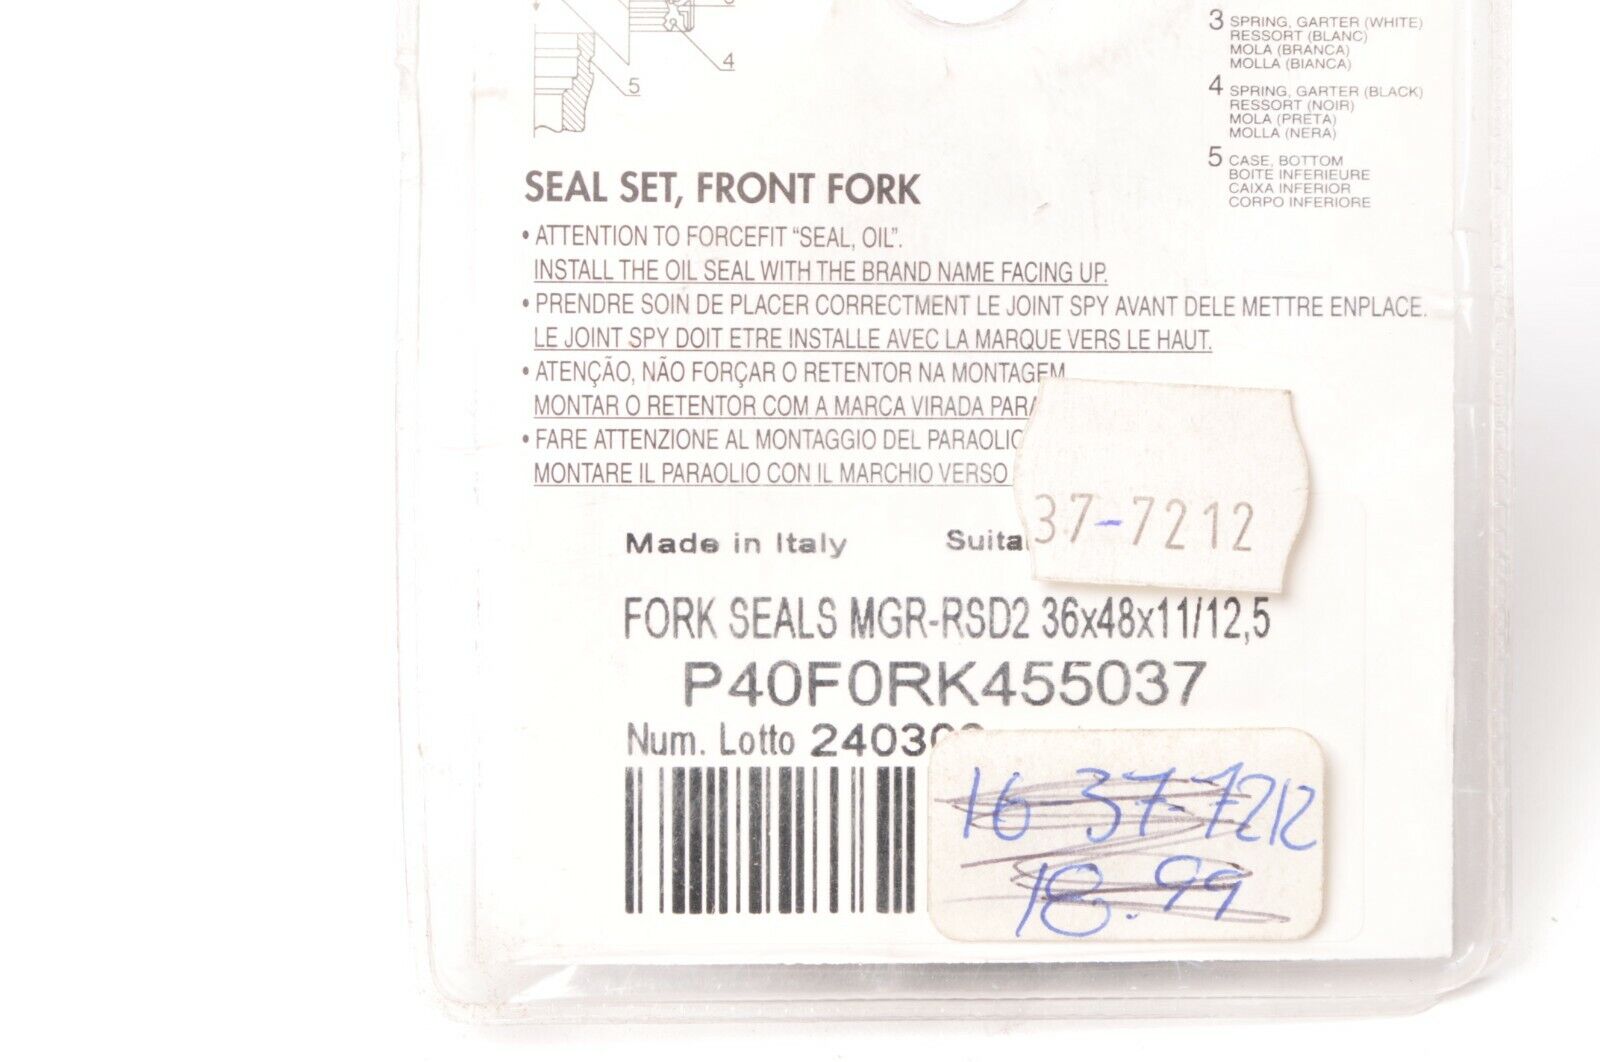 4
5
3 SPRING, GARTER (WHITE)
RESSORT (BLANC)
MOLA (BRANCA)
MOLLA (BIANCA)
4 SPRING, GARTER (BLACK)
RESSORT (NOIR)
MOLA (PRETA)
MOLLA (NERA)
5 CASE, BOTTOM
BOITE INFERIEURE
CAIXA INFERIOR
CORPO INFERIORE
SEAL SET, FRONT FORK
• ATTENTION TO FORCEFIT “SEAL, OIL”.
INSTALL THE OIL SEAL WITH THE BRAND NAME FACING UP.
• PRENDRE SOIN DE PLACER CORRECTMENT LE JOINT SPY AVANT DELE METTRE ENPLACE.
LE JOINT SPY DOIT ETRE INSTALLE AVEC LA MARQUE VERS LE HAUT.
• ATENÇÃO, NÃO FORÇAR O RETENTOR NA MONTAGEM
MONTAR O RETENTOR COM A MARCA VIRADA PARA
• FARE ATTENZIONE AL MONTAGGIO DEL PARAOLIO
MONTARE IL PARAOLIO CON IL MARCHIO VERSO
37-7212
Made in Italy Suita
FORK SEALS MGR-RSD2 36x48x11/12,5
P40FORK455037
Num. Lotto 24030
16 37-7212
18.99